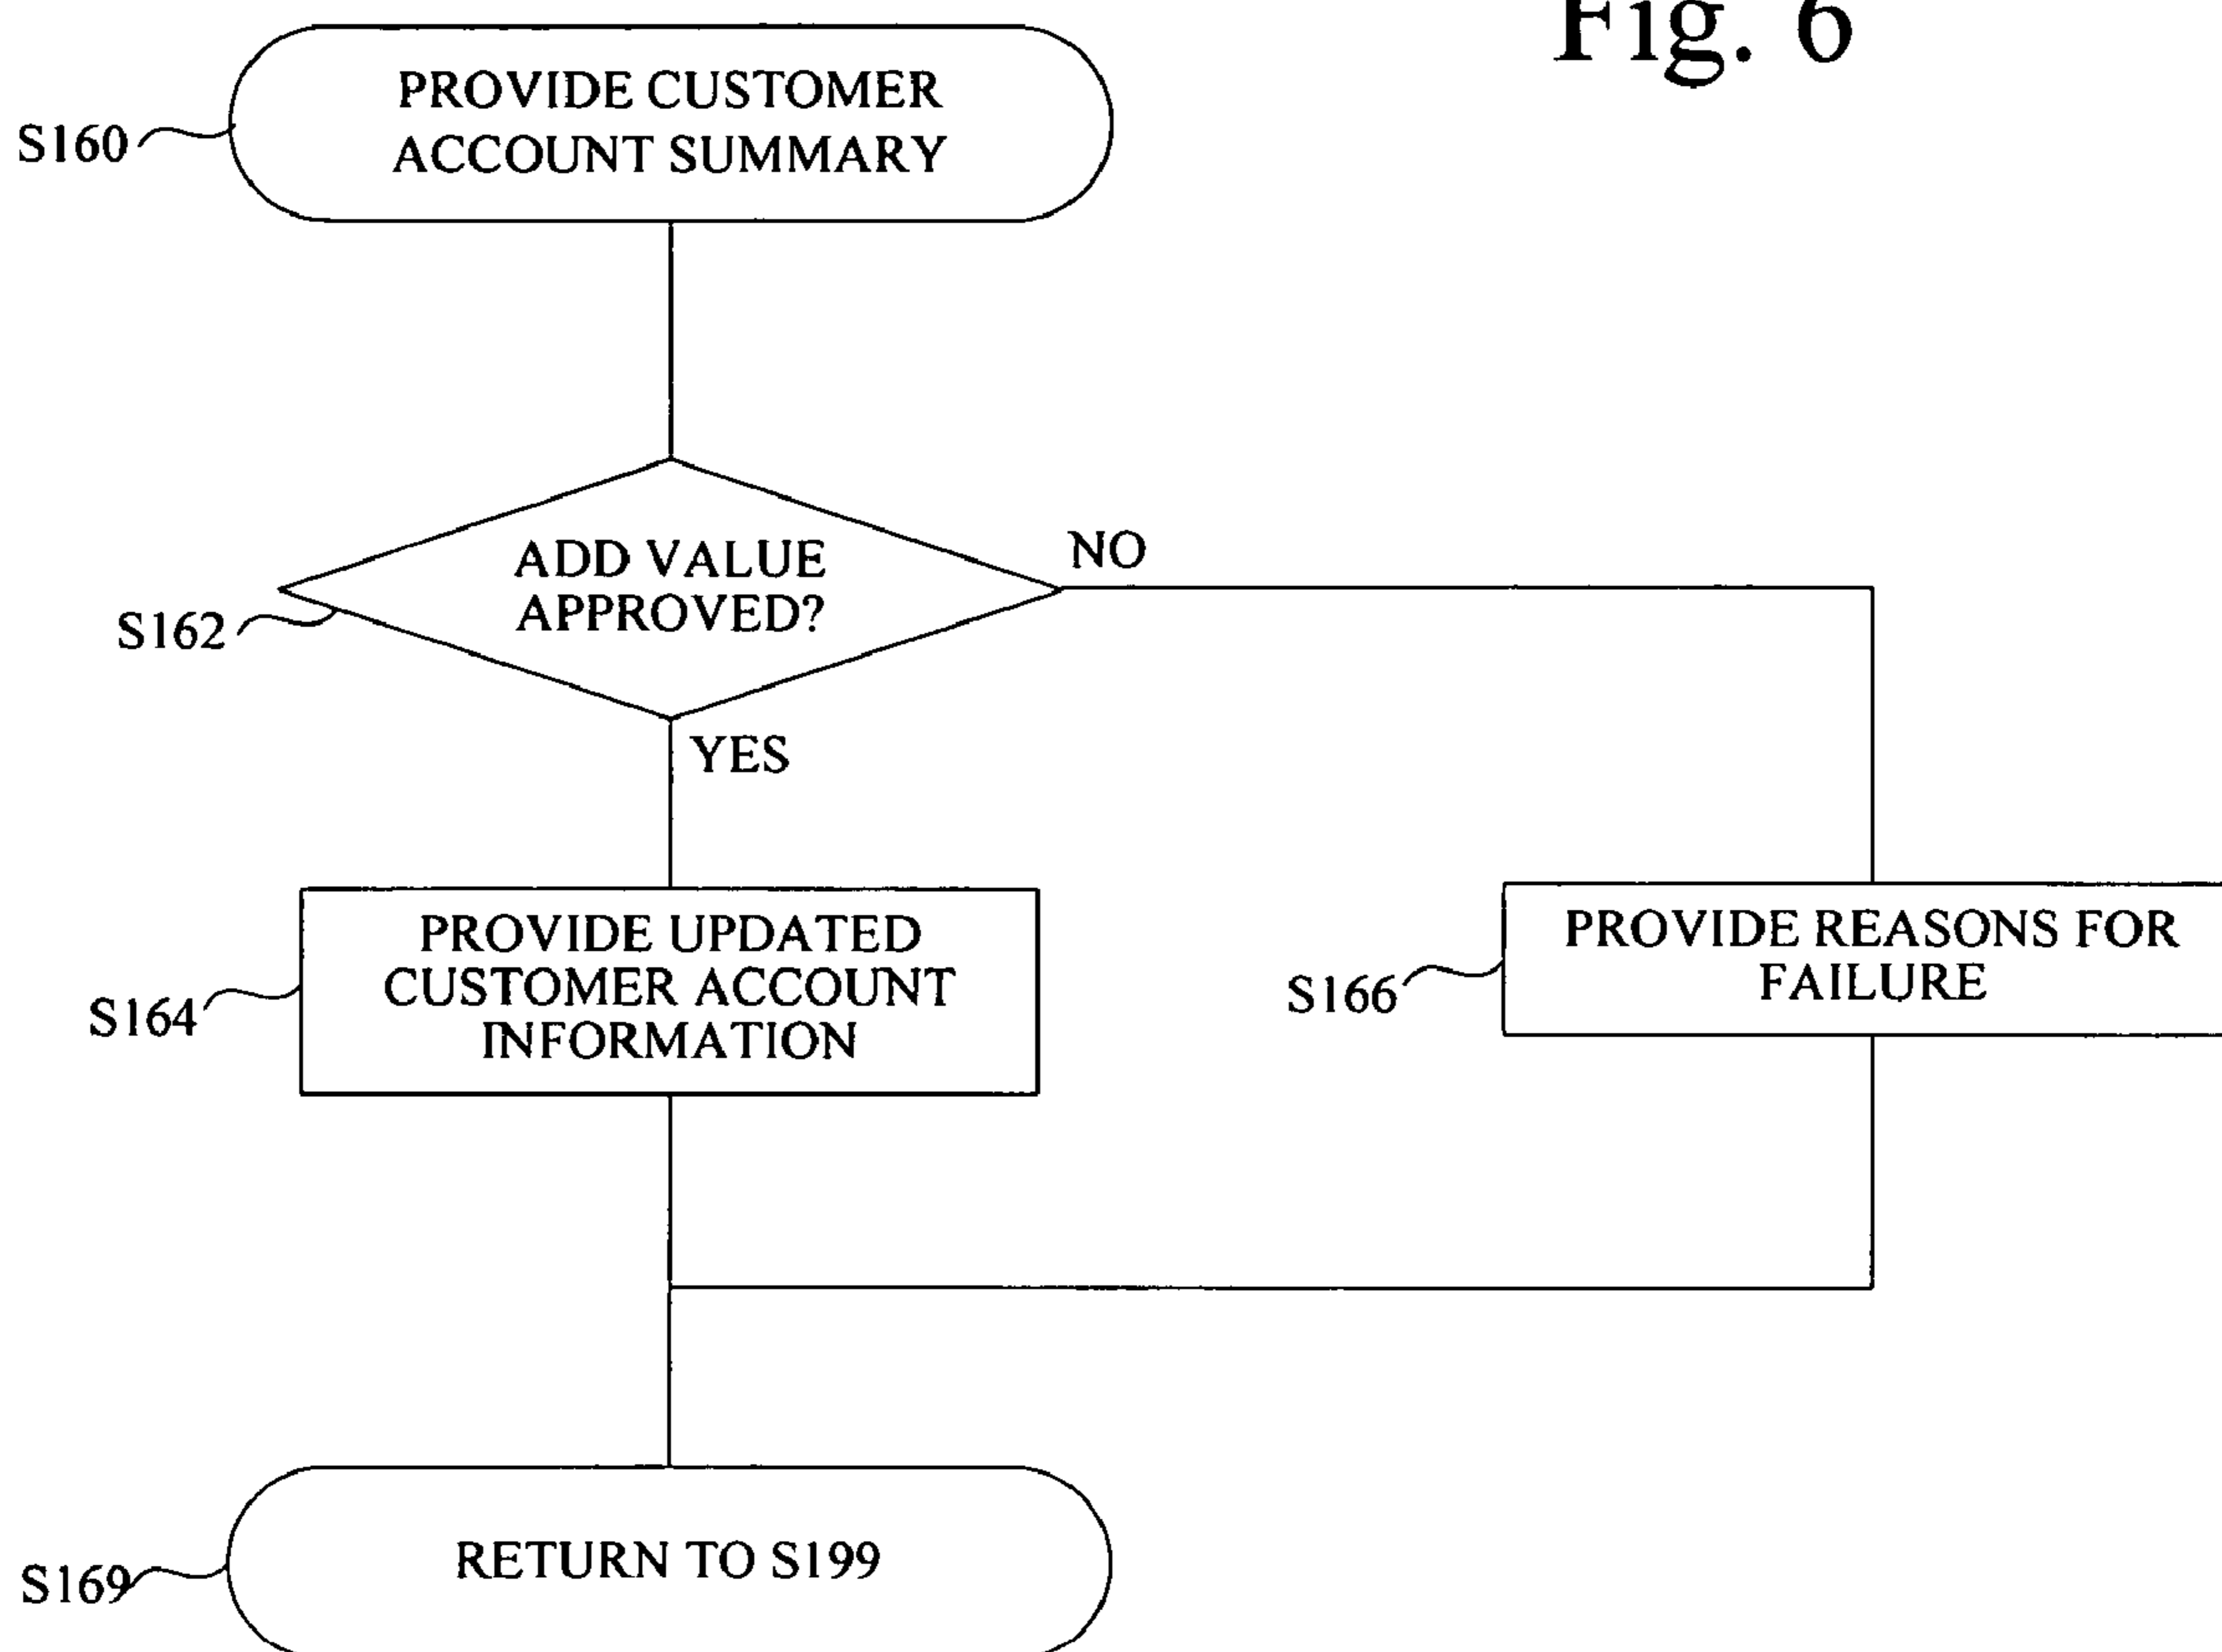 Fig. 6
PROVIDE CUSTOMER
ACCOUNT SUMMARY
S160
ADD VALUE
APPROVED?
NO
S162
YES
PROVIDE UPDATED
CUSTOMER ACCOUNT
INFORMATION
S164
PROVIDE REASONS FOR
FAILURE
S166
RETURN TO S199
S169